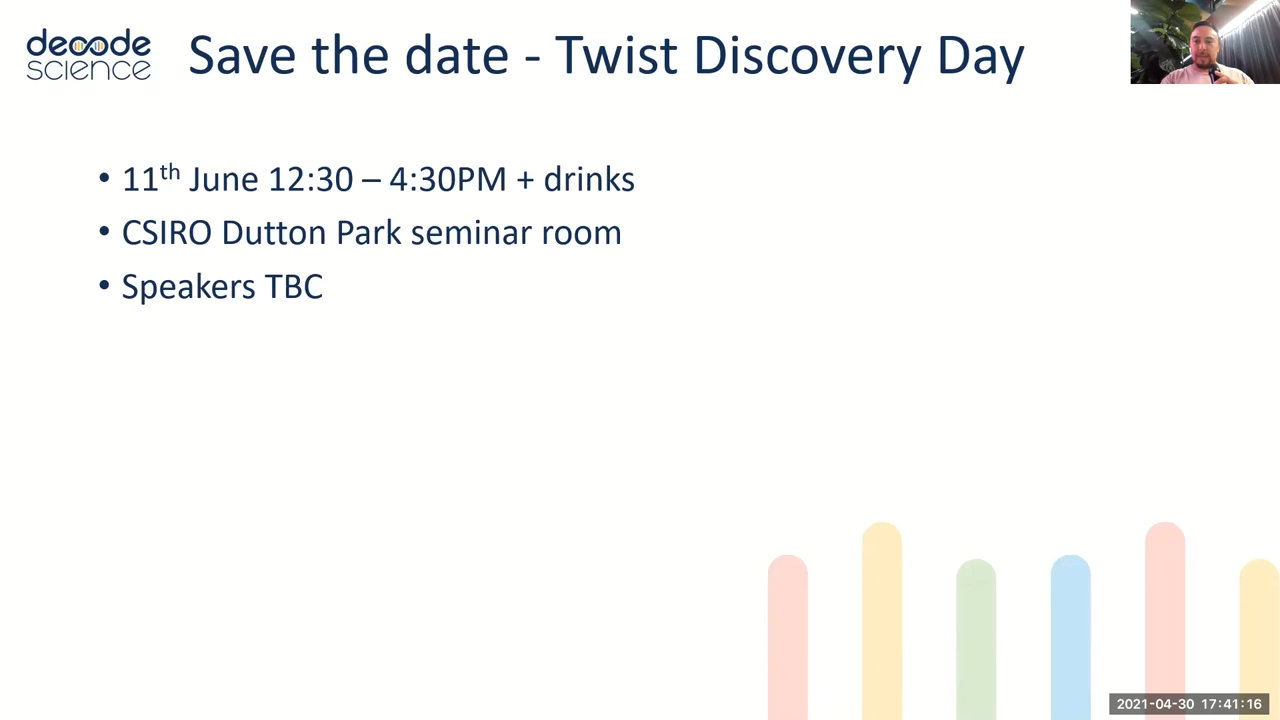 decode
science
Save the date - Twist Discovery Day
• 11th June 12:30 – 4:30PM + drinks
• CSIRO Dutton Park seminar room
• Speakers TBC
2021-04-30 17:41:16